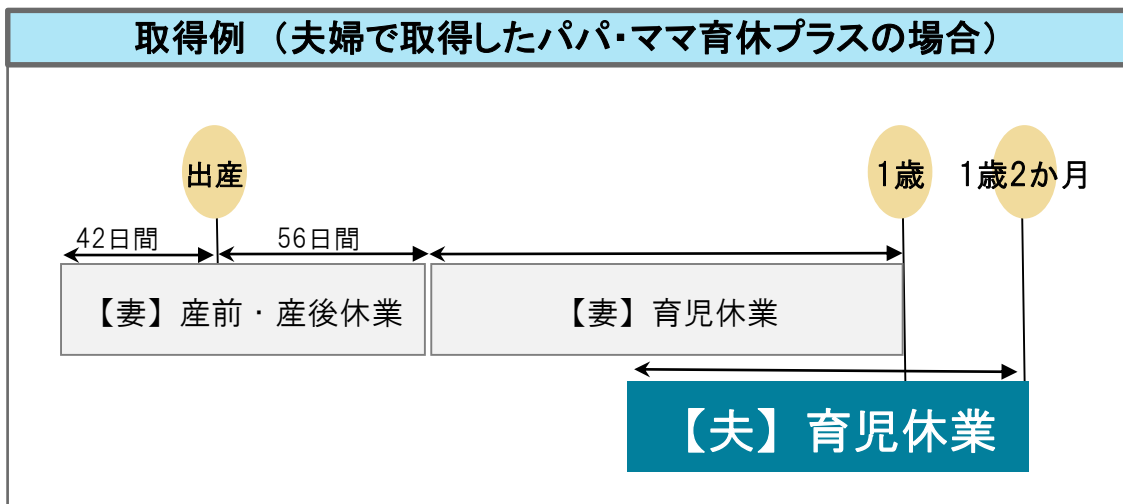 取得例 （夫婦で取得したパパ・ママ育休プラスの場合）
出産
1歳
1歳2か月
42日間
56日間
【妻】産前・産後休業
【妻】育児休業
【夫】育児休業